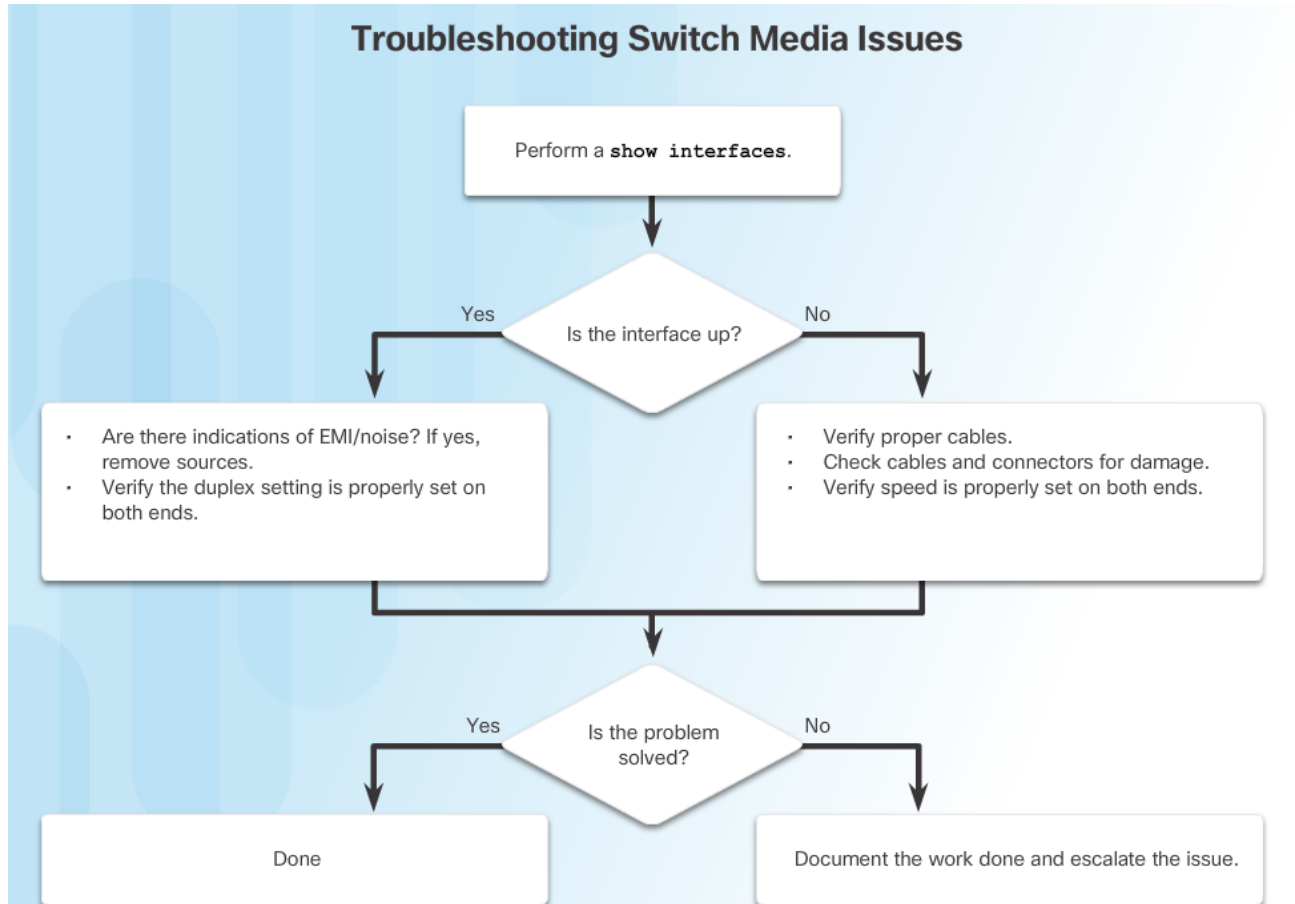 Troubleshooting Switch Media Issues
Perform a show interfaces.
Yes
Is the interface up?
No
· Are there indications of EMI/noise? If yes,
remove sources.
· Verify the duplex setting is properly set on
both ends.
· Verify proper cables.
· Check cables and connectors for damage.
· Verify speed is properly set on both ends.
Yes
Is the problem
solved?
No
Done
Document the work done and escalate the issue.